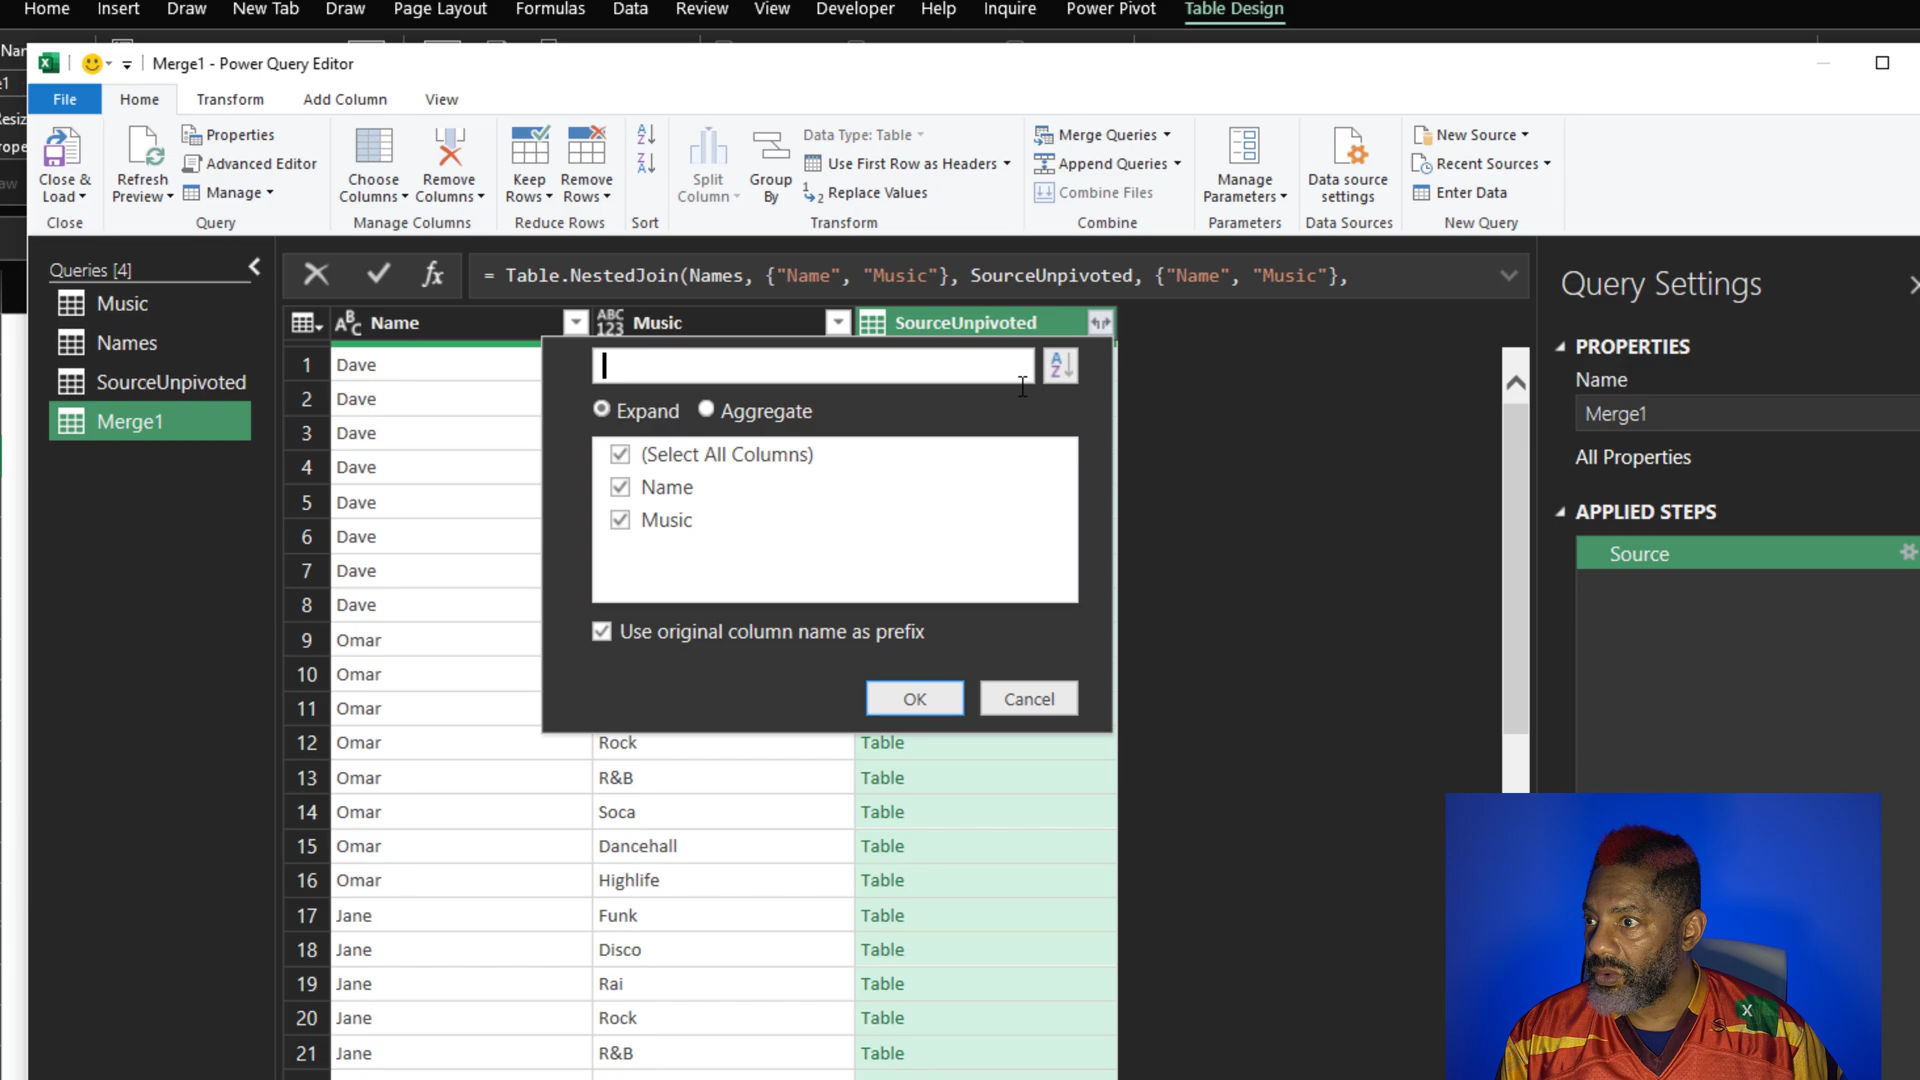 Home Insert Draw New Tab Draw Page Layout Formulas Data Review View Developer Help Inquire Power Pivot Table Design
Merge1 - Power Query Editor
File Home Transform Add Column View
Close & Load
Refresh Preview
Properties
Advanced Editor
Manage
Choose Columns
Remove Columns
Keep Rows
Remove Rows
Split Column
Group By
Data Type: Table
Use First Row as Headers
Replace Values
Merge Queries
Append Queries
Combine Files
Manage Parameters
Data source settings
New Source
Recent Sources
Enter Data
Close Query Manage Columns Reduce Rows Sort Transform Combine Parameters Data Sources New Query
Queries [4]
Music
Names
SourceUnpivoted
Merge1
fx = Table.NestedJoin(Names, {"Name", "Music"}, SourceUnpivoted, {"Name", "Music"},
ABC Name ABC 123 Music SourceUnpivoted
1 Dave
2 Dave
3 Dave
4 Dave
5 Dave
6 Dave
7 Dave
8 Dave
9 Omar
10 Omar
11 Omar
12 Omar Rock Table
13 Omar R&B Table
14 Omar Soca Table
15 Omar Dancehall Table
16 Omar Highlife Table
17 Jane Funk Table
18 Jane Disco Table
19 Jane Rai Table
20 Jane Rock Table
21 Jane R&B Table
AZ
Expand Aggregate
(Select All Columns)
Name
Music
Use original column name as prefix
OK Cancel
Query Settings
PROPERTIES
Name
Merge1
All Properties
APPLIED STEPS
Source
X